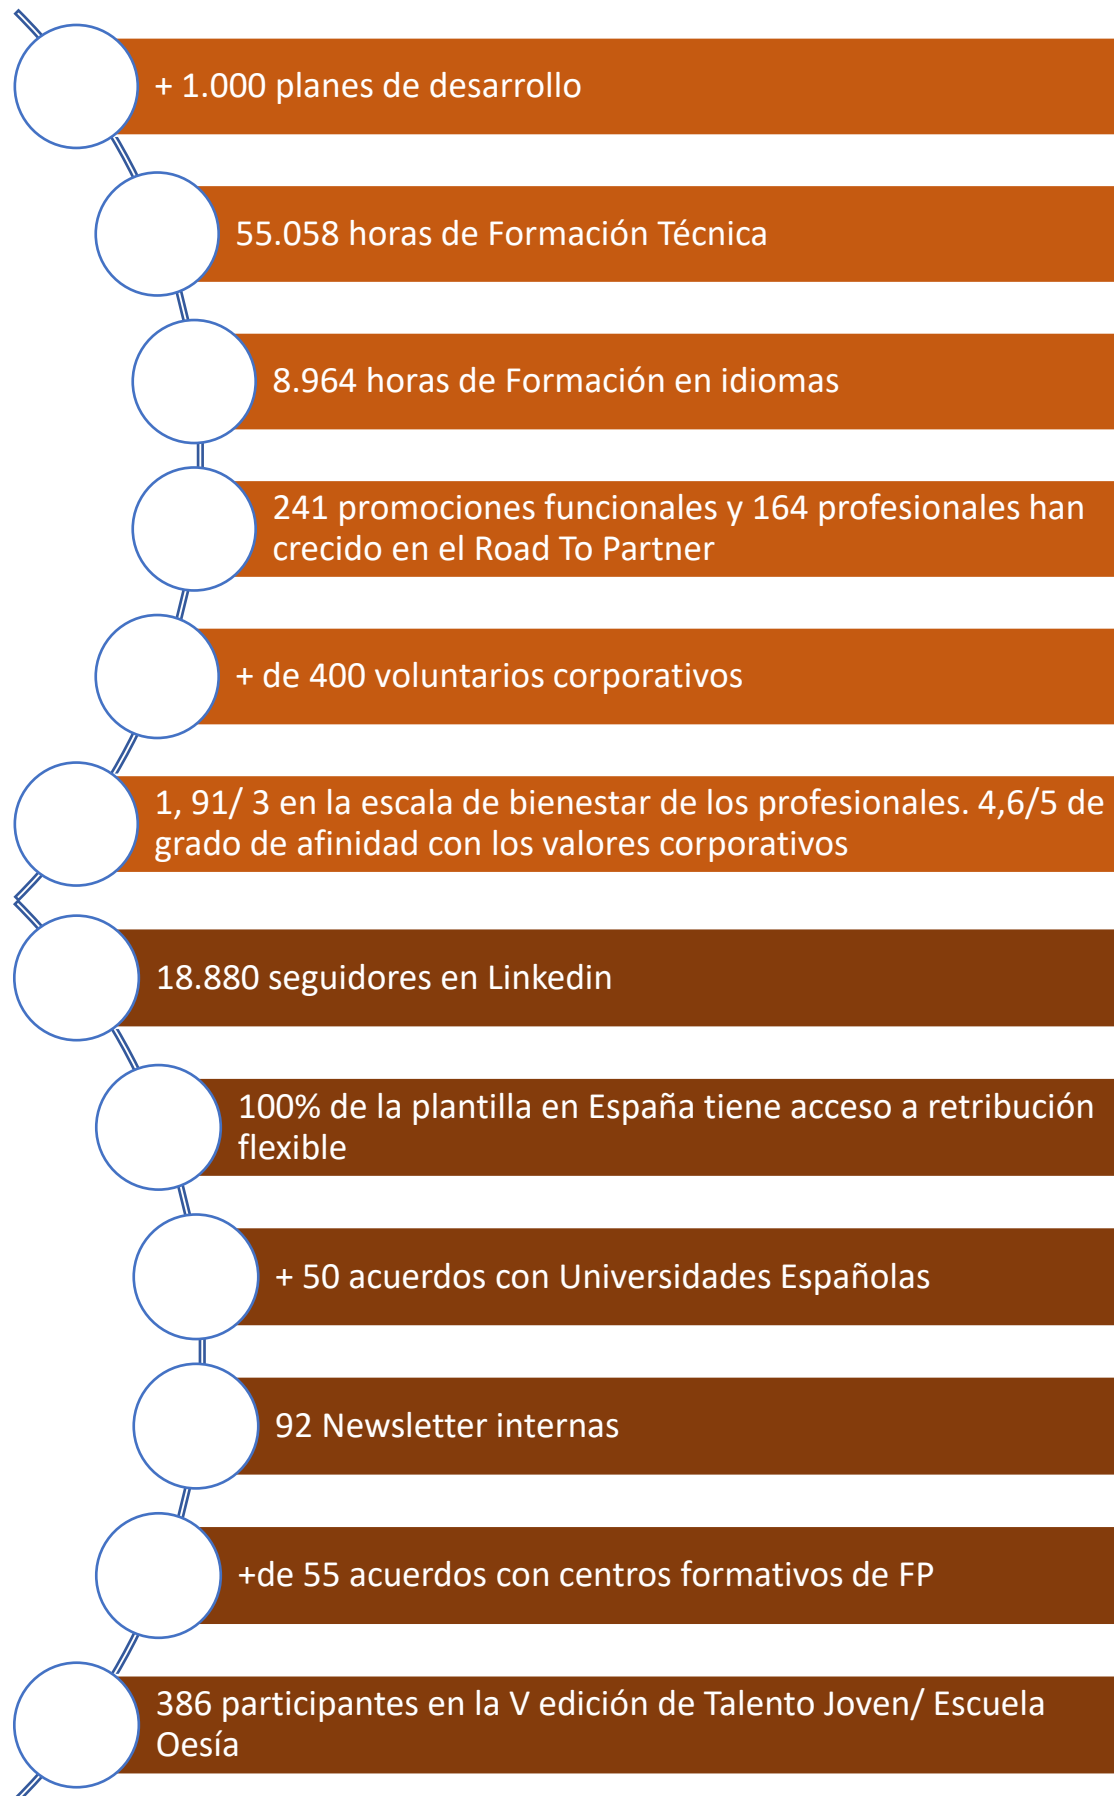 + 1.000 planes de desarrollo
55.058 horas de Formación Técnica
8.964 horas de Formación en idiomas
241 promociones funcionales y 164 profesionales han
crecido en el Road To Partner
+ de 400 voluntarios corporativos
1, 91/ 3 en la escala de bienestar de los profesionales. 4,6/5 de
grado de afinidad con los valores corporativos
18.880 seguidores en Linkedin
100% de la plantilla en España tiene acceso a retribución
flexible
+ 50 acuerdos con Universidades Españolas
92 Newsletter internas
+de 55 acuerdos con centros formativos de FP
386 participantes en la V edición de Talento Joven/ Escuela
Oesía